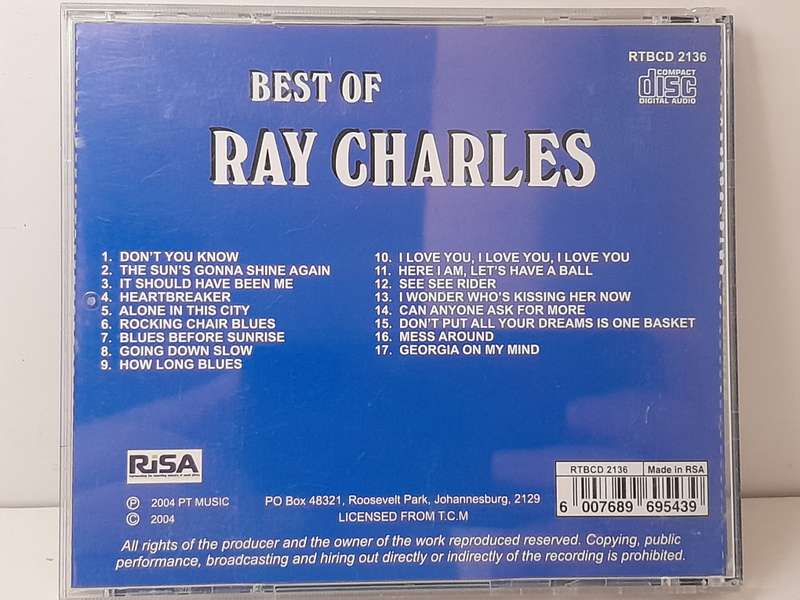 RTBCD 2136
COMPACT
disc
DIGITAL AUDIO
BEST OF
RAY CHARLES
1. DON'T YOU KNOW
2. THE SUN'S GONNA SHINE AGAIN
3. IT SHOULD HAVE BEEN ME
4. HEARTBREAKER
5. ALONE IN THIS CITY
6. ROCKING CHAIR BLUES
7. BLUES BEFORE SUNRISE
8. GOING DOWN SLOW
9. HOW LONG BLUES
10. I LOVE YOU, I LOVE YOU, I LOVE YOU
11. HERE I AM, LET'S HAVE A BALL
12. SEE SEE RIDER
13. I WONDER WHO'S KISSING HER NOW
14. CAN ANYONE ASK FOR MORE
15. DON'T PUT ALL YOUR DREAMS IS ONE BASKET
16. MESS AROUND
17. GEORGIA ON MY MIND
RiSA
RTBCD 2136 Made in RSA
6 007689 695439
Ⓟ 2004 PT MUSIC
© 2004
PO Box 48321, Roosevelt Park, Johannesburg, 2129
LICENSED FROM T.C.M
All rights of the producer and the owner of the work reproduced reserved. Copying, public
performance, broadcasting and hiring out directly or indirectly of the recording is prohibited.